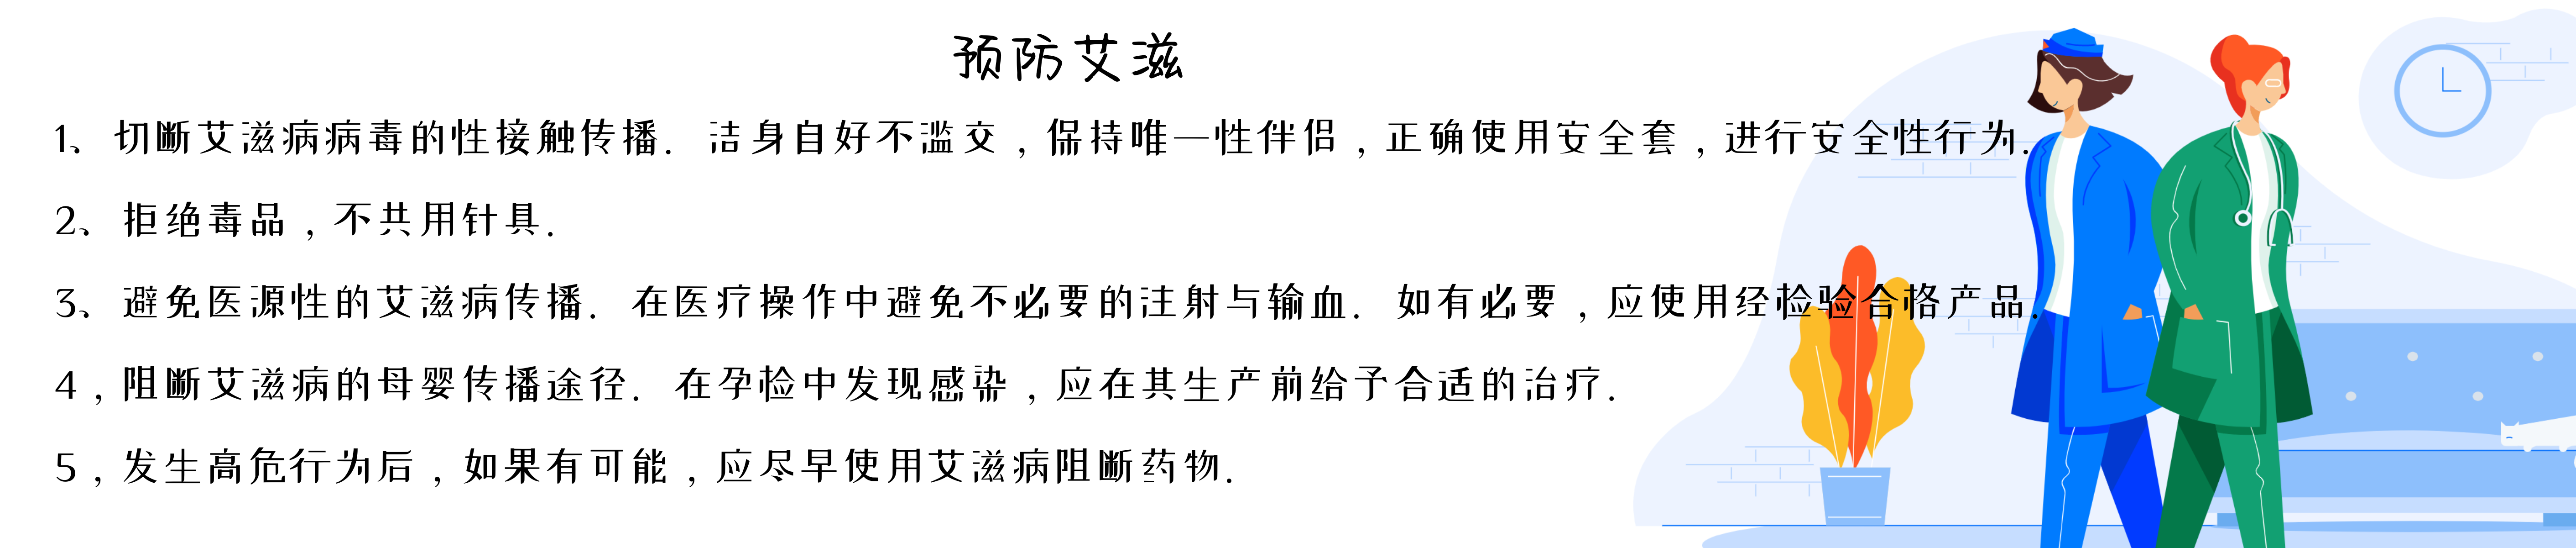 预防艾滋
1、切断艾滋病病毒的性接触传播. 洁身自好不滥交,保持唯一性伴侣,正确使用安全套,进行安全性行为.
2、拒绝毒品,不共用针具.
3、避免医源性的艾滋病传播. 在医疗操作中避免不必要的注射与输血. 如有必要,应使用经检验合格产品.
4,阻断艾滋病的母婴传播途径. 在孕检中发现感染,应在其生产前给予合适的治疗.
5,发生高危行为后,如果有可能,应尽早使用艾滋病阻断药物.